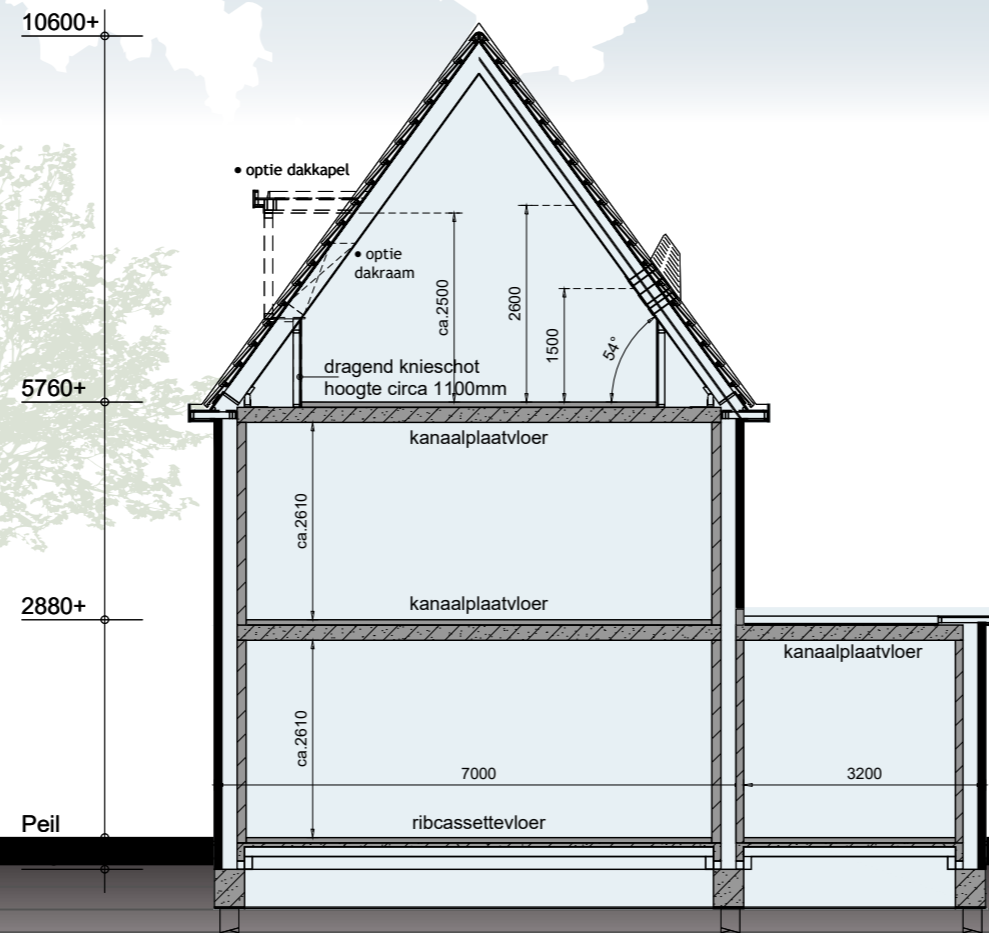 10600+
• optie dakkapel
• optie
dakraam
ca.2500
2600
1500
54°
dragend knieschot
hoogte circa 1100mm
5760+
kanaalplaatvloer
ca.2610
kanaalplaatvloer
2880+
kanaalplaatvloer
ca.2610
7000
3200
Peil
ribcassettevloer